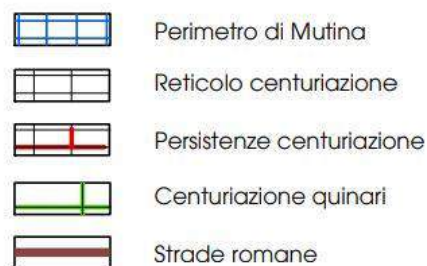 Perimetro di Mutina
Reticolo centuriazione
Persistenze centuriazione
Centuriazione quinari
Strade romane